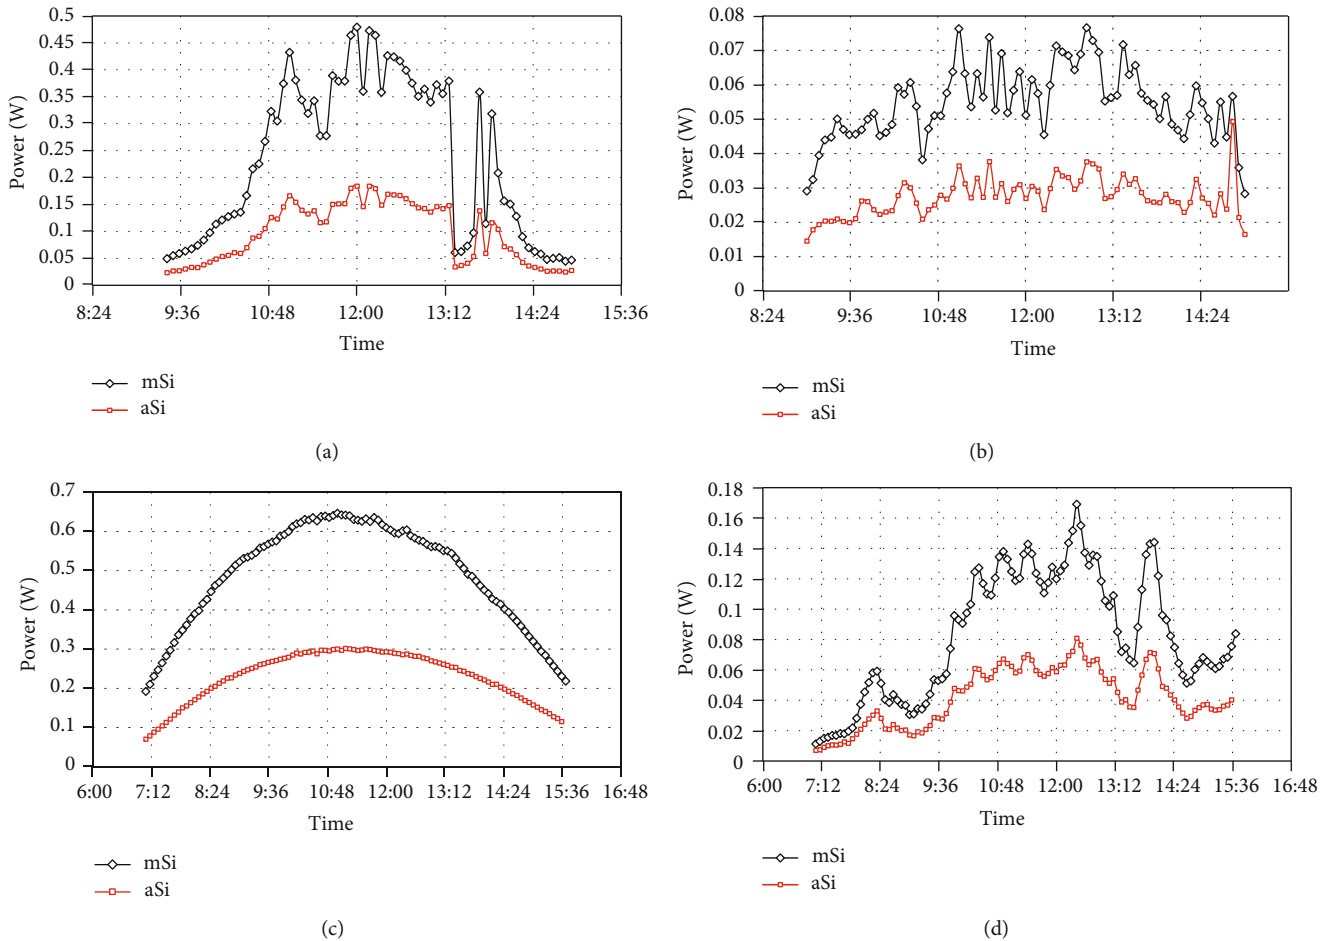 0.5
0.45
0.4
0.35
0.3
0.25
0.2
0.15
0.1
0.05
0
Power (W)
8:24 9:36 10:48 12:00 13:12 14:24 15:36
Time
mSi
aSi
(a)
0.08
0.07
0.06
0.05
0.04
0.03
0.02
0.01
0
Power (W)
8:24 9:36 10:48 12:00 13:12 14:24
Time
mSi
aSi
(b)
0.7
0.6
0.5
0.4
0.3
0.2
0.1
0
Power (W)
6:00 7:12 8:24 9:36 10:48 12:00 13:12 14:24 15:36 16:48
Time
mSi
aSi
(c)
0.18
0.16
0.14
0.12
0.1
0.08
0.06
0.04
0.02
0
Power (W)
6:00 7:12 8:24 9:36 10:48 12:00 13:12 14:24 15:36 16:48
Time
mSi
aSi
(d)